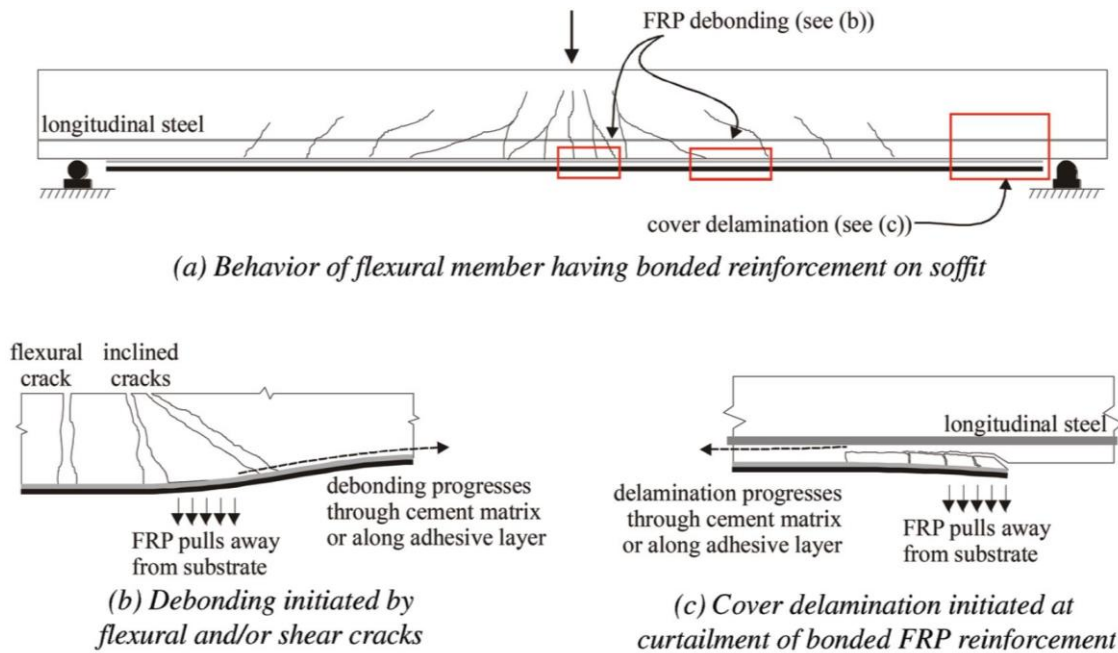 FRP debonding (see (b))
longitudinal steel
cover delamination (see (c))
(a) Behavior of flexural member having bonded reinforcement on soffit
flexural crack
inclined cracks
debonding progresses
through cement matrix
or along adhesive layer
FRP pulls away
from substrate
(b) Debonding initiated by
flexural and/or shear cracks
longitudinal steel
delamination progresses
through cement matrix
or along adhesive layer
FRP pulls away
from substrate
(c) Cover delamination initiated at
curtailment of bonded FRP reinforcement